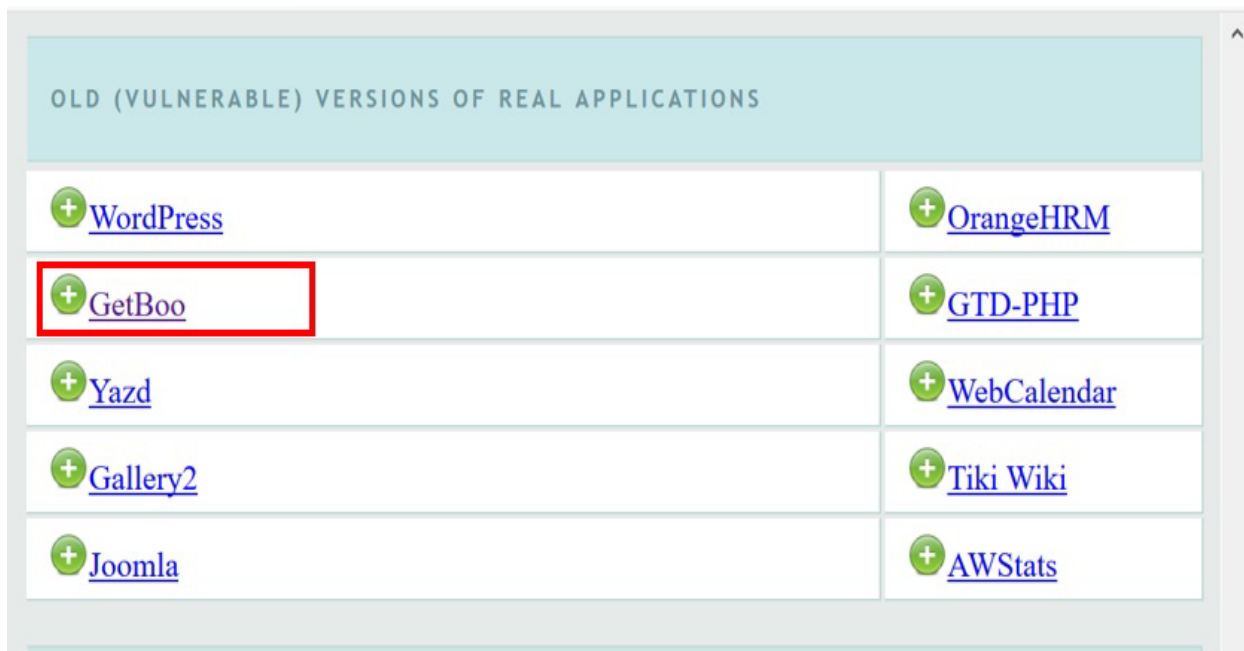 OLD (VULNERABLE) VERSIONS OF REAL APPLICATIONS
WordPress OrangeHRM
GetBoo GTD-PHP
Yazd WebCalendar
Gallery2 Tiki Wiki
Joomla AWStats